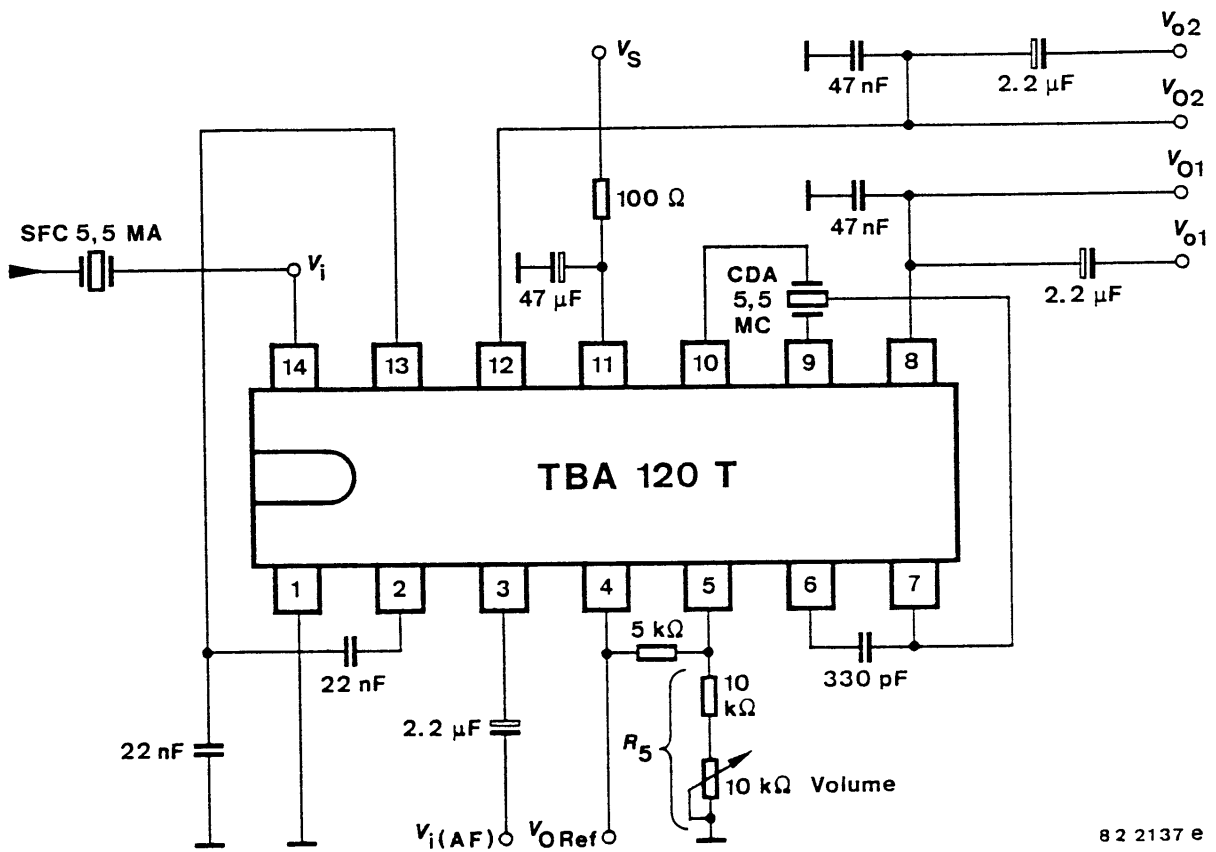 V_S
V_o2
47 nF
2.2 µF
V_O2
V_O1
100 Ω
47 nF
V_o1
SFC 5,5 MA
V_i
47 µF
CDA
5,5
MC
2.2 µF
14 13 12 11 10 9 8
TBA 120 T
1 2 3 4 5 6 7
5 kΩ
22 nF
330 pF
10
kΩ
2.2 µF
22 nF
R_5
10 kΩ Volume
V_i(AF) V_O Ref
82 2137 e